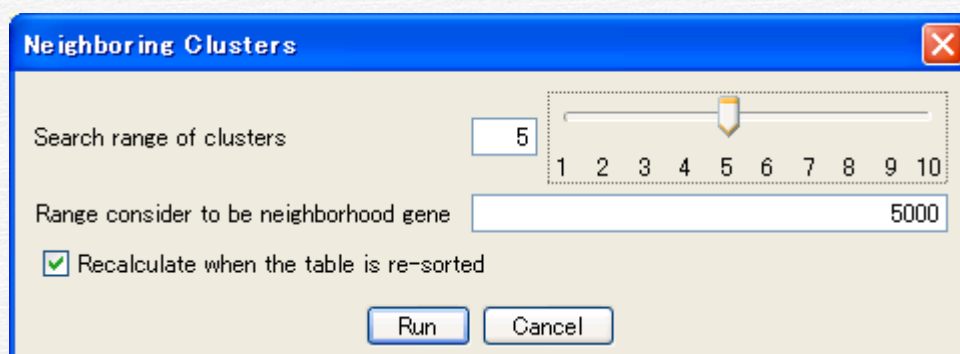 Neighboring Clusters
Search range of clusters 5
1 2 3 4 5 6 7 8 9 10
Range consider to be neighborhood gene 5000
Recalculate when the table is re-sorted
Run Cancel